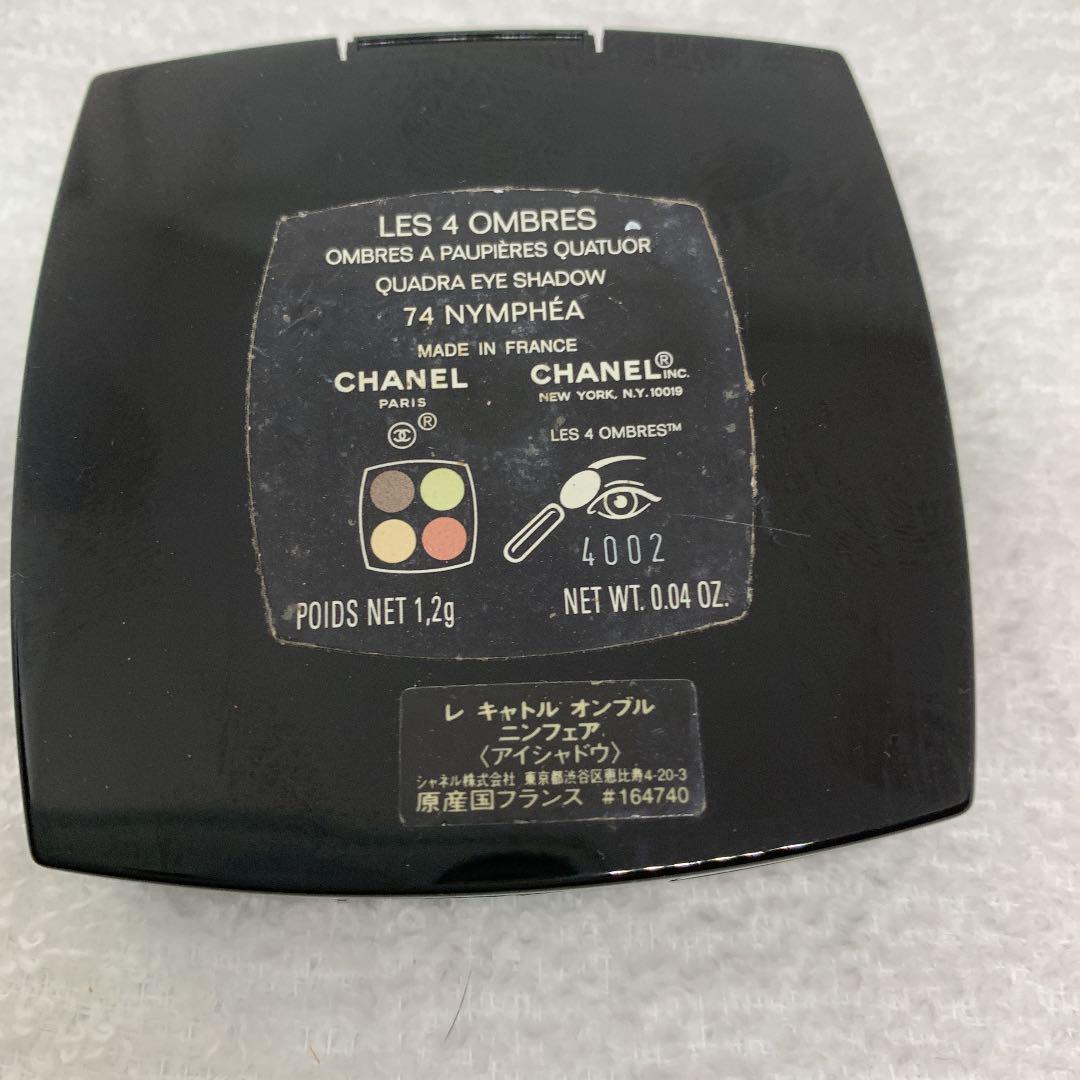 LES 4 OMBRES
OMBRES A PAUPIÈRES QUATUOR
QUADRA EYE SHADOW
74 NYMPHÉA
MADE IN FRANCE
CHANEL
PARIS
®
CHANEL® INC.
NEW YORK, N.Y. 10019
LES 4 OMBRES™
4002
POIDS NET 1,2g
NET WT. 0.04 OZ.
レ キャトル オンブル
ニンフェア
〈アイシャドウ〉
シャネル株式会社 東京都渋谷区恵比寿4-20-3
原産国フランス #164740